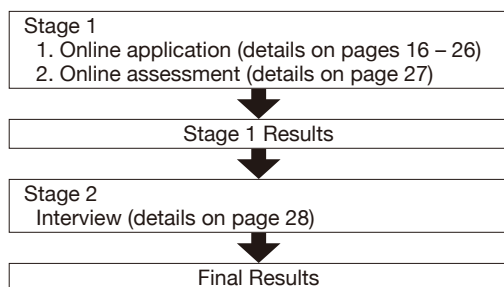 Stage 1
1. Online application (details on pages 16 – 26)
2. Online assessment (details on page 27)
Stage 1 Results
Stage 2
Interview (details on page 28)
Final Results